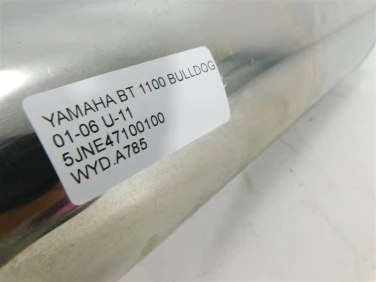 YAMAHA BT 1100 BULLDOG
01-06 U-11
5JNE47100100
WYD.A785